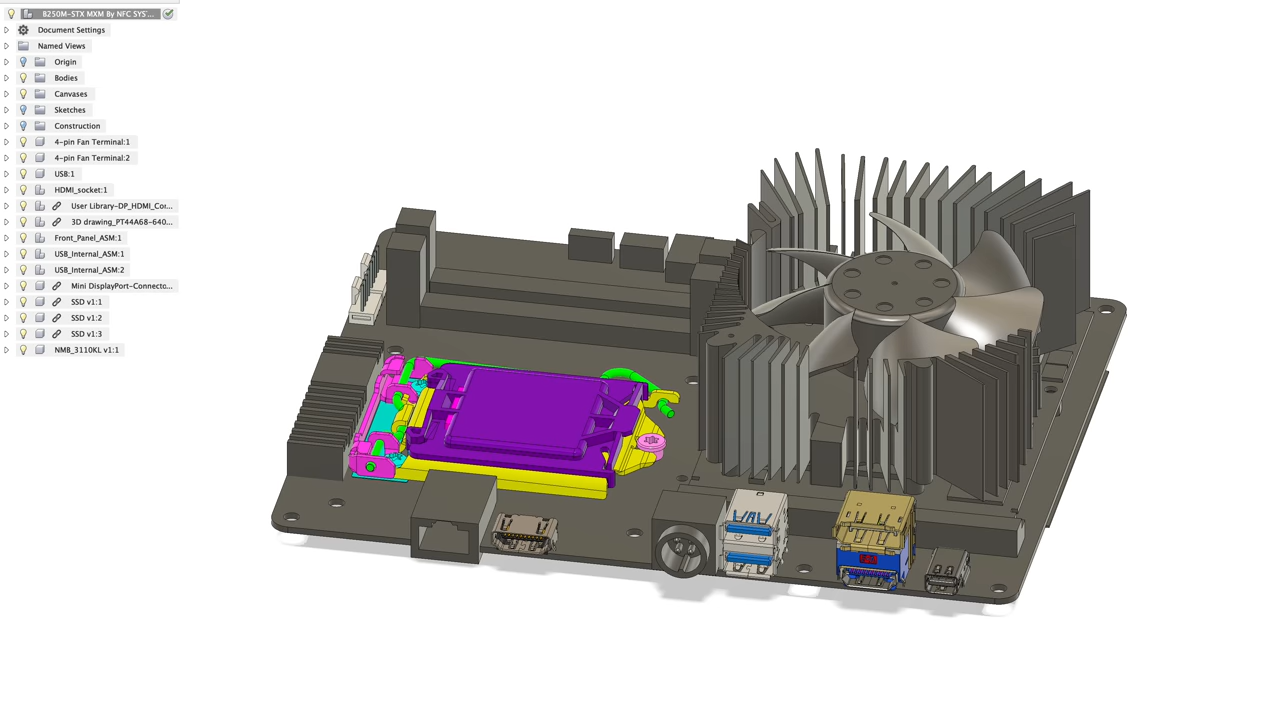 B250M-STX MXM By NFC SYS'...
Document Settings
Named Views
Origin
Bodies
Canvases
Sketches
Construction
4-pin Fan Terminal:1
4-pin Fan Terminal:2
USB:1
HDMI_socket:1
User Library-DP_HDMI_Co...
3D drawing_PT44A68-640...
Front_Panel_ASM:1
USB_Internal_ASM:1
USB_Internal_ASM:2
Mini DisplayPort-Connecto...
SSD v1:1
SSD v1:2
SSD v1:3
NMB_3110KL v1:1